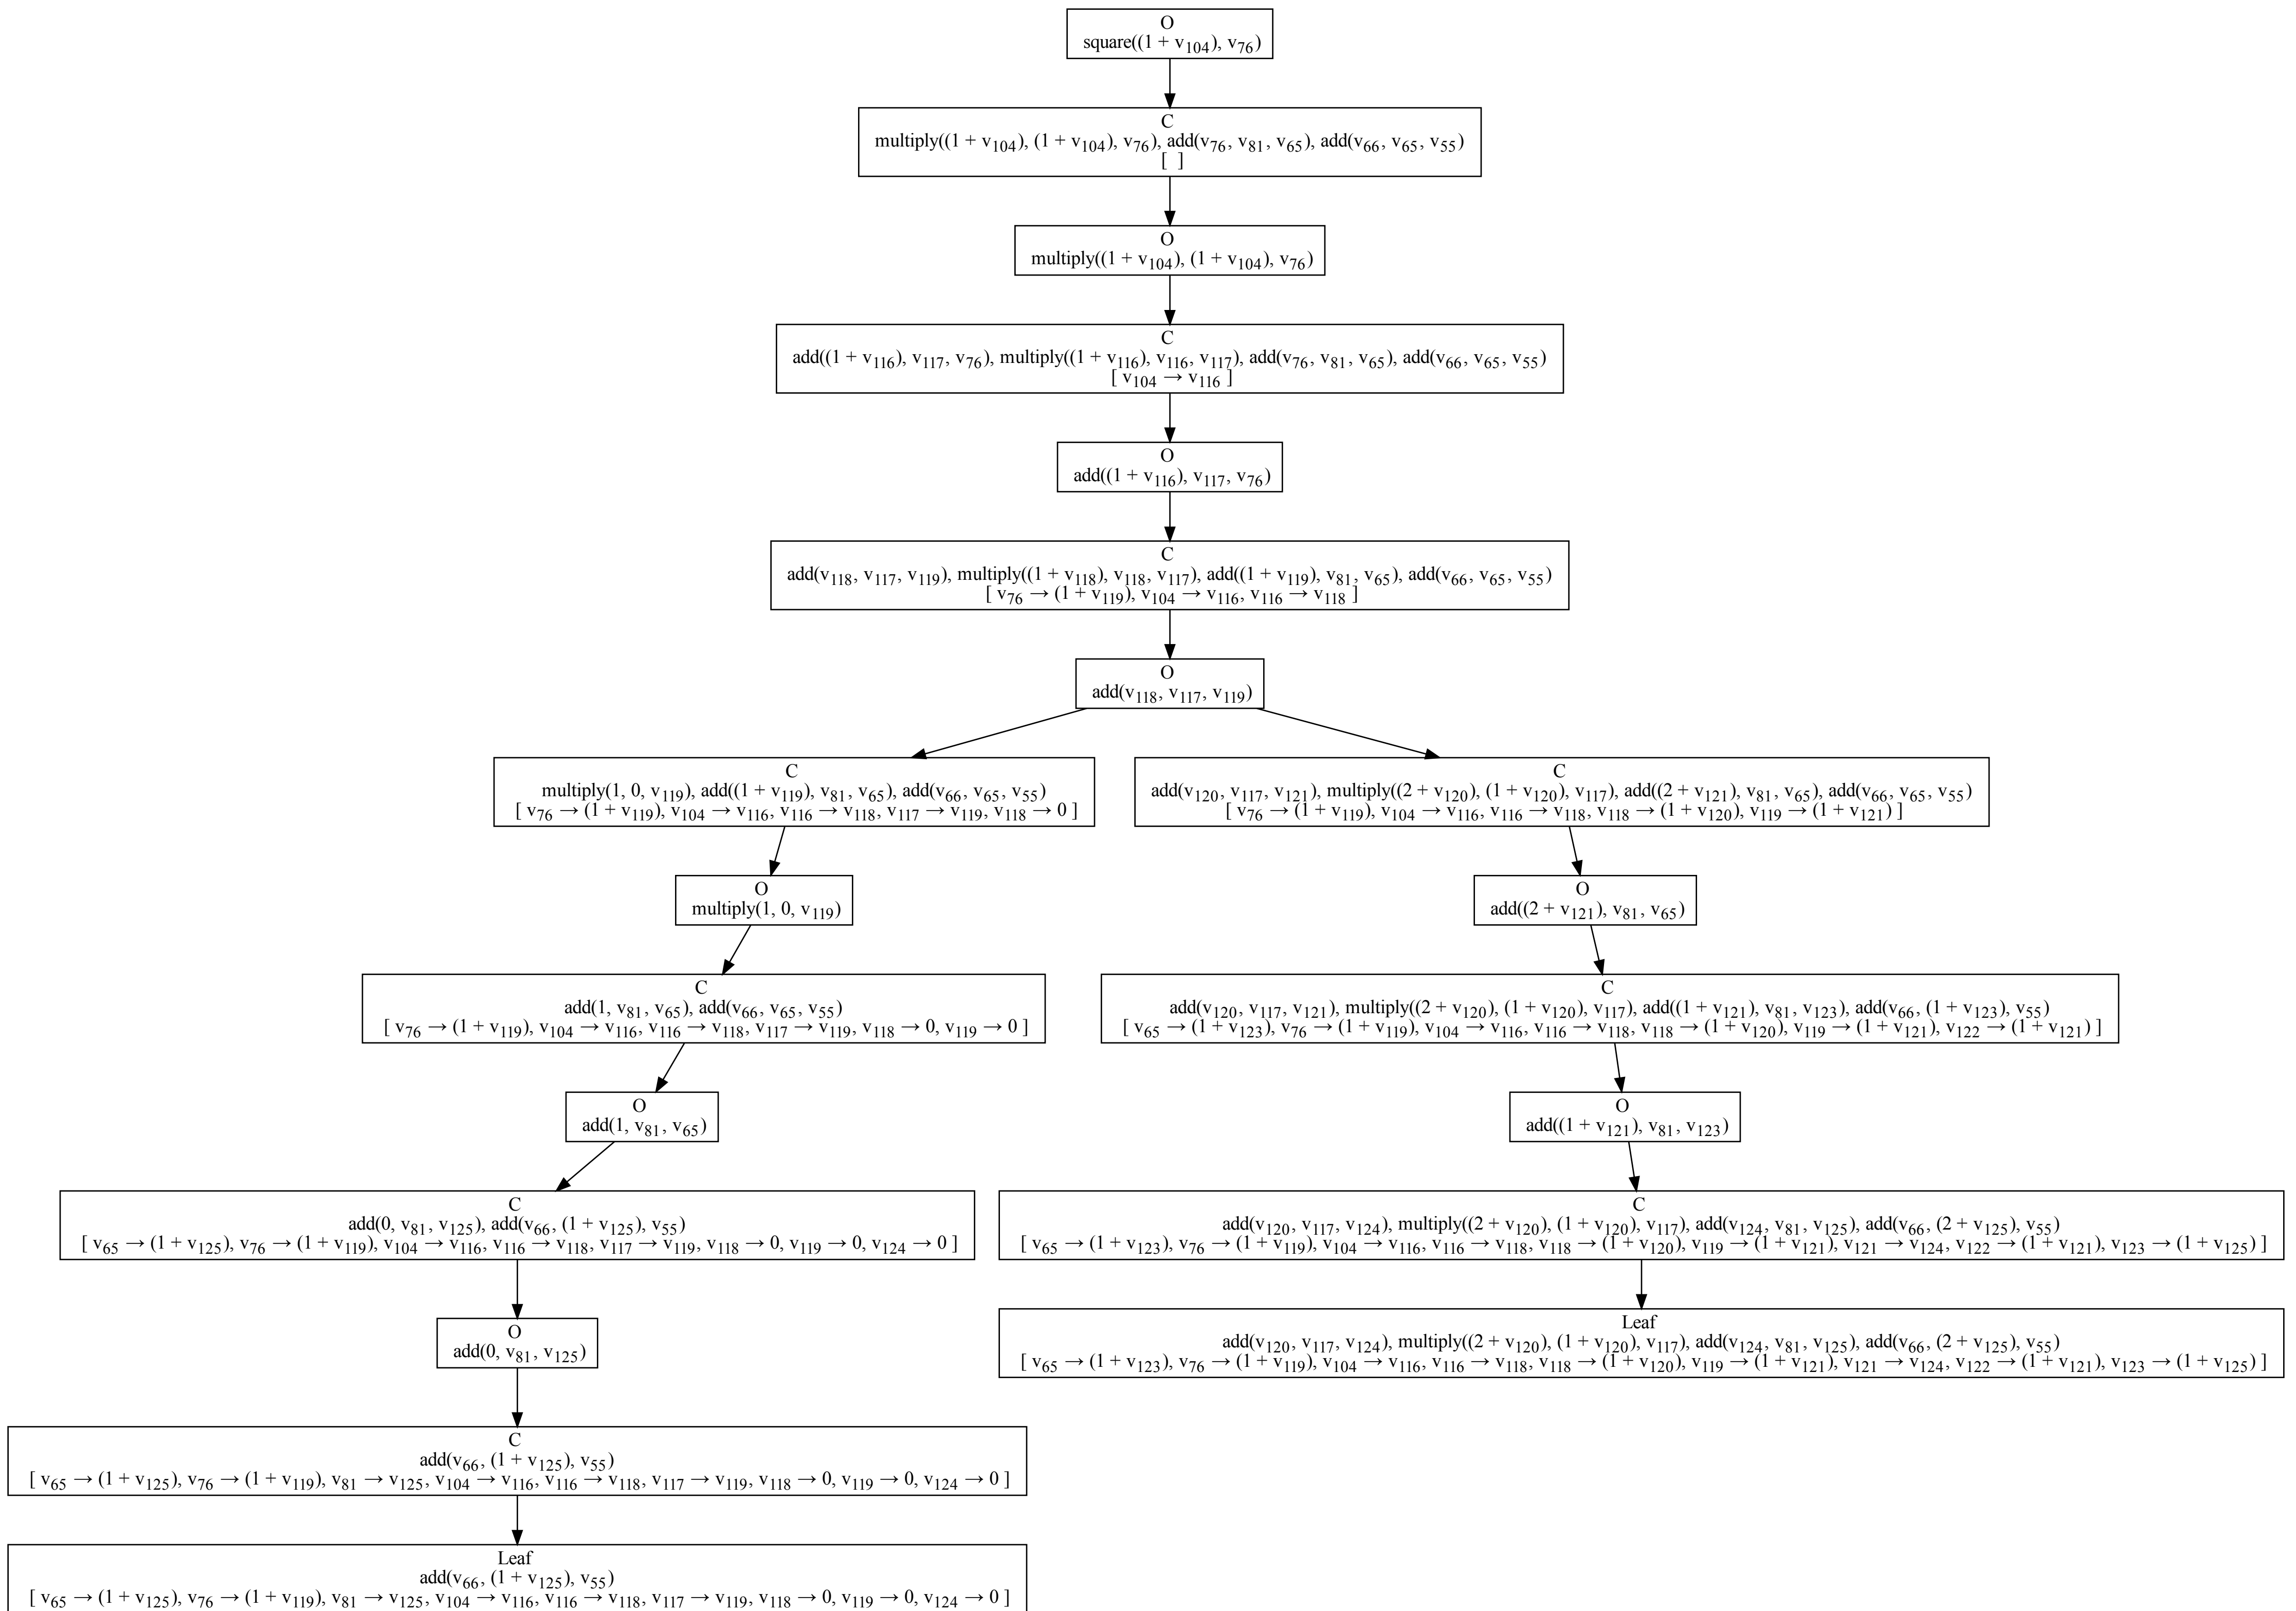 O
square((1 + v104), v76)
C
multiply((1 + v104), (1 + v104), v76), add(v76, v81, v65), add(v66, v65, v55)
[ ]
O
multiply((1 + v104), (1 + v104), v76)
C
add((1 + v116), v117, v76), multiply((1 + v116), v116, v117), add(v76, v81, v65), add(v66, v65, v55)
[ v104 → v116 ]
O
add((1 + v116), v117, v76)
C
add(v118, v117, v119), multiply((1 + v118), v118, v117), add((1 + v119), v81, v65), add(v66, v65, v55)
[ v76 → (1 + v119), v104 → v116, v116 → v118 ]
O
add(v118, v117, v119)
C
multiply(1, 0, v119), add((1 + v119), v81, v65), add(v66, v65, v55)
[ v76 → (1 + v119), v104 → v116, v116 → v118, v117 → v119, v118 → 0 ]
C
add(v120, v117, v121), multiply((2 + v120), (1 + v120), v117), add((2 + v121), v81, v65), add(v66, v65, v55)
[ v76 → (1 + v119), v104 → v116, v116 → v118, v118 → (1 + v120), v119 → (1 + v121) ]
O
multiply(1, 0, v119)
O
add((2 + v121), v81, v65)
C
add(1, v81, v65), add(v66, v65, v55)
[ v76 → (1 + v119), v104 → v116, v116 → v118, v117 → v119, v118 → 0, v119 → 0 ]
C
add(v120, v117, v121), multiply((2 + v120), (1 + v120), v117), add((1 + v121), v81, v123), add(v66, (1 + v123), v55)
[ v65 → (1 + v123), v76 → (1 + v119), v104 → v116, v116 → v118, v118 → (1 + v120), v119 → (1 + v121), v122 → (1 + v121) ]
O
add(1, v81, v65)
O
add((1 + v121), v81, v123)
C
add(0, v81, v125), add(v66, (1 + v125), v55)
[ v65 → (1 + v125), v76 → (1 + v119), v104 → v116, v116 → v118, v117 → v119, v118 → 0, v119 → 0, v124 → 0 ]
C
add(v120, v117, v124), multiply((2 + v120), (1 + v120), v117), add(v124, v81, v125), add(v66, (2 + v125), v55)
[ v65 → (1 + v123), v76 → (1 + v119), v104 → v116, v116 → v118, v118 → (1 + v120), v119 → (1 + v121), v121 → v124, v122 → (1 + v121), v123 → (1 + v125) ]
O
add(0, v81, v125)
Leaf
add(v120, v117, v124), multiply((2 + v120), (1 + v120), v117), add(v124, v81, v125), add(v66, (2 + v125), v55)
[ v65 → (1 + v123), v76 → (1 + v119), v104 → v116, v116 → v118, v118 → (1 + v120), v119 → (1 + v121), v121 → v124, v122 → (1 + v121), v123 → (1 + v125) ]
C
add(v66, (1 + v125), v55)
[ v65 → (1 + v125), v76 → (1 + v119), v81 → v125, v104 → v116, v116 → v118, v117 → v119, v118 → 0, v119 → 0, v124 → 0 ]
Leaf
add(v66, (1 + v125), v55)
[ v65 → (1 + v125), v76 → (1 + v119), v81 → v125, v104 → v116, v116 → v118, v117 → v119, v118 → 0, v119 → 0, v124 → 0 ]